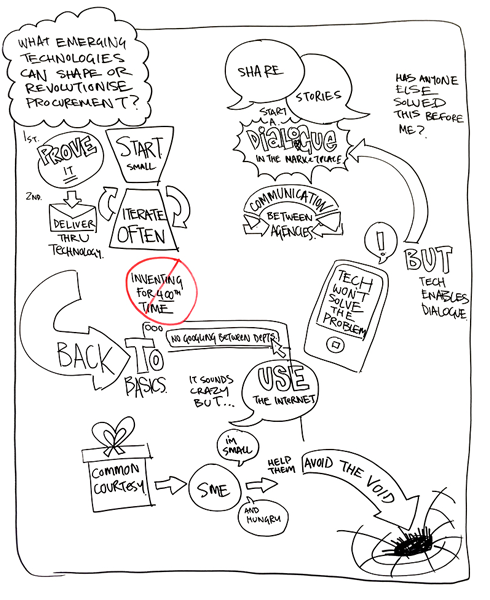 WHAT EMERGING
TECHNOLOGIES
CAN SHAPE OR
REVOLUTIONISE
PROCUREMENT?
1ST.
PROVE
IT
2ND.
DELIVER
THRU
TECHNOLOGY.
START
SMALL
ITERATE
OFTEN
SHARE
STORIES
START
A
DIALOGUE
IN THE MARKETPLACE
COMMUNICATION
BETWEEN
AGENCIES.
HAS ANYONE
ELSE
SOLVED
THIS BEFORE
ME?
!
BUT
TECH
ENABLES
DIALOGUE.
TECH
WON'T
SOLVE
THE
PROBLEM
INVENTING
FOR 400TH
TIME
BACK
TO
BASICS.
NO GOOGLING BETWEEN DEPTS
IT SOUNDS
CRAZY
BUT...
USE
THE INTERNET
COMMON
COURTESY.
SME
I'M
SMALL
AND
HUNGRY
HELP
THEM
AVOID THE VOID